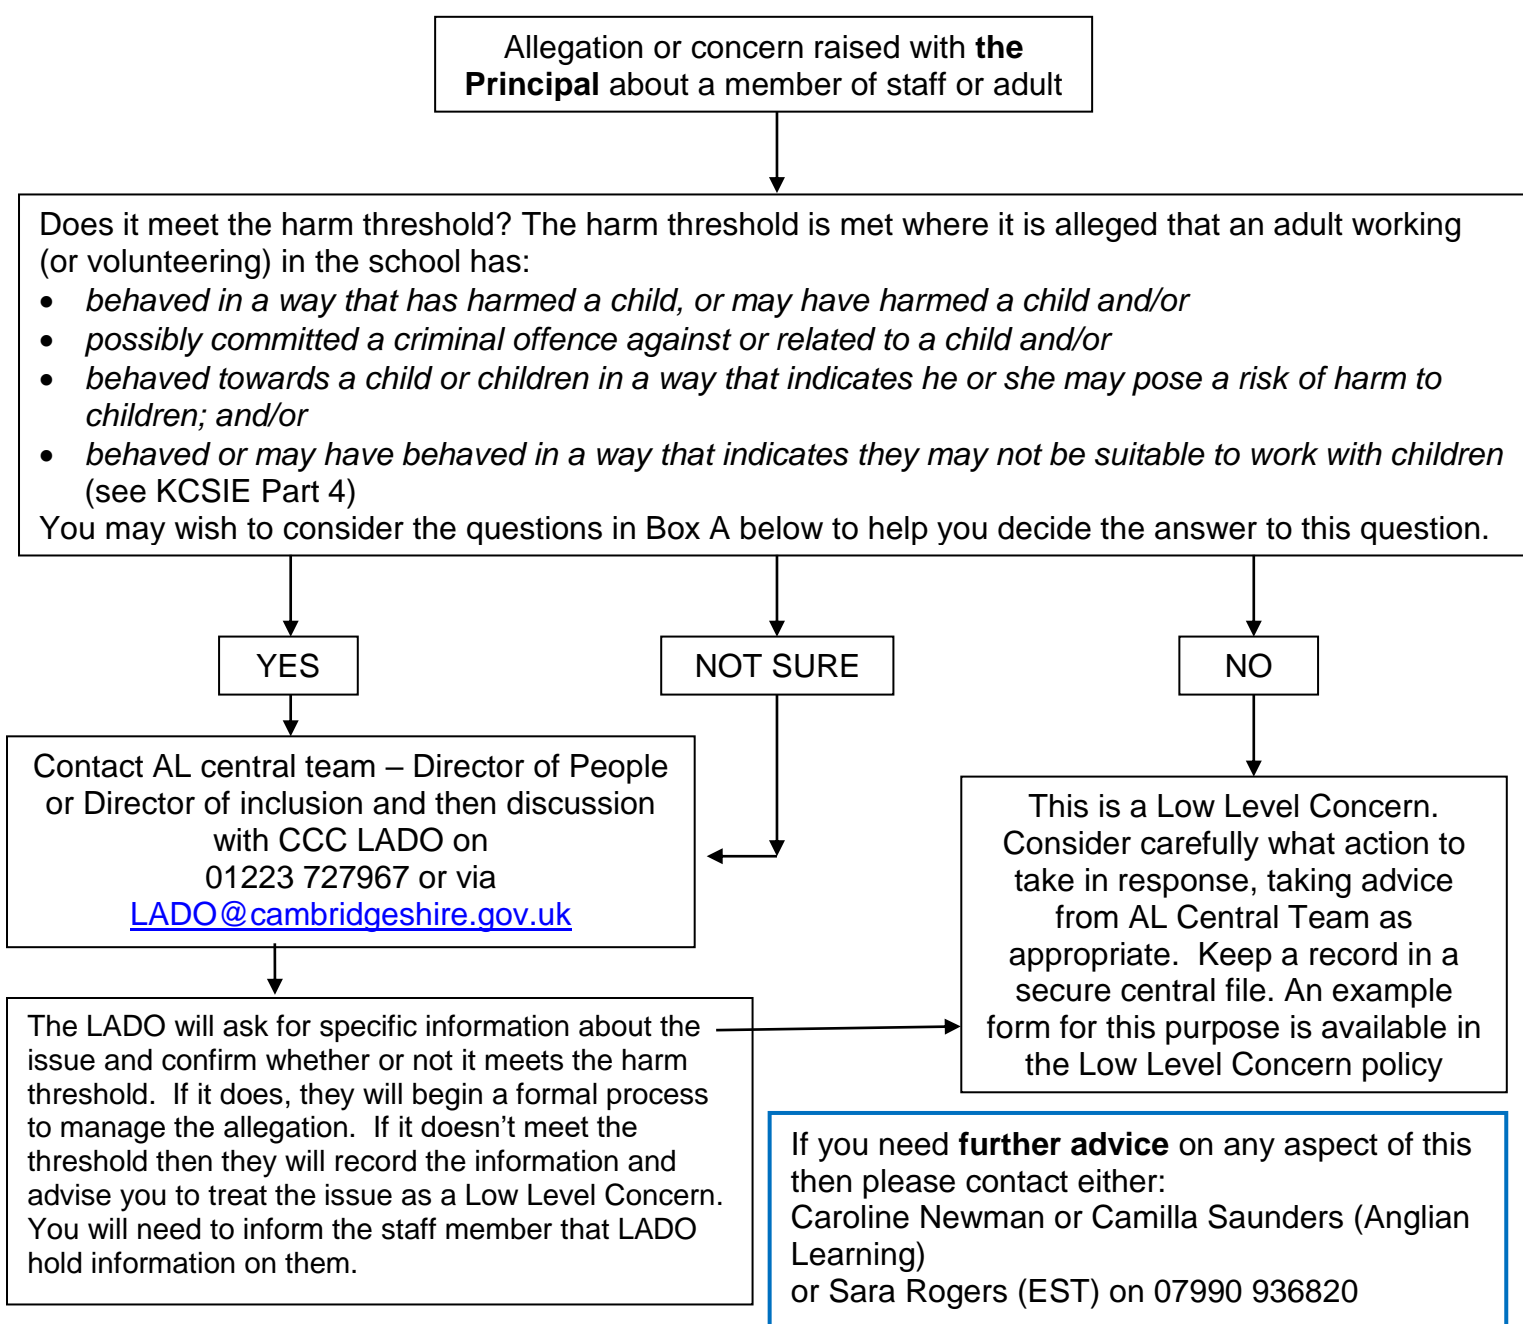 Allegation or concern raised with the
Principal about a member of staff or adult
Does it meet the harm threshold? The harm threshold is met where it is alleged that an adult working
(or volunteering) in the school has:
• behaved in a way that has harmed a child, or may have harmed a child and/or
• possibly committed a criminal offence against or related to a child and/or
• behaved towards a child or children in a way that indicates he or she may pose a risk of harm to
children; and/or
• behaved or may have behaved in a way that indicates they may not be suitable to work with children
(see KCSIE Part 4)
You may wish to consider the questions in Box A below to help you decide the answer to this question.
YES
NOT SURE
NO
Contact AL central team – Director of People
or Director of inclusion and then discussion
with CCC LADO on
01223 727967 or via
LADO@cambridgeshire.gov.uk
This is a Low Level Concern.
Consider carefully what action to
take in response, taking advice
from AL Central Team as
appropriate.  Keep a record in a
secure central file. An example
form for this purpose is available in
the Low Level Concern policy
The LADO will ask for specific information about the
issue and confirm whether or not it meets the harm
threshold.  If it does, they will begin a formal process
to manage the allegation.  If it doesn’t meet the
threshold then they will record the information and
advise you to treat the issue as a Low Level Concern.
You will need to inform the staff member that LADO
hold information on them.
If you need further advice on any aspect of this
then please contact either:
Caroline Newman or Camilla Saunders (Anglian
Learning)
or Sara Rogers (EST) on 07990 936820